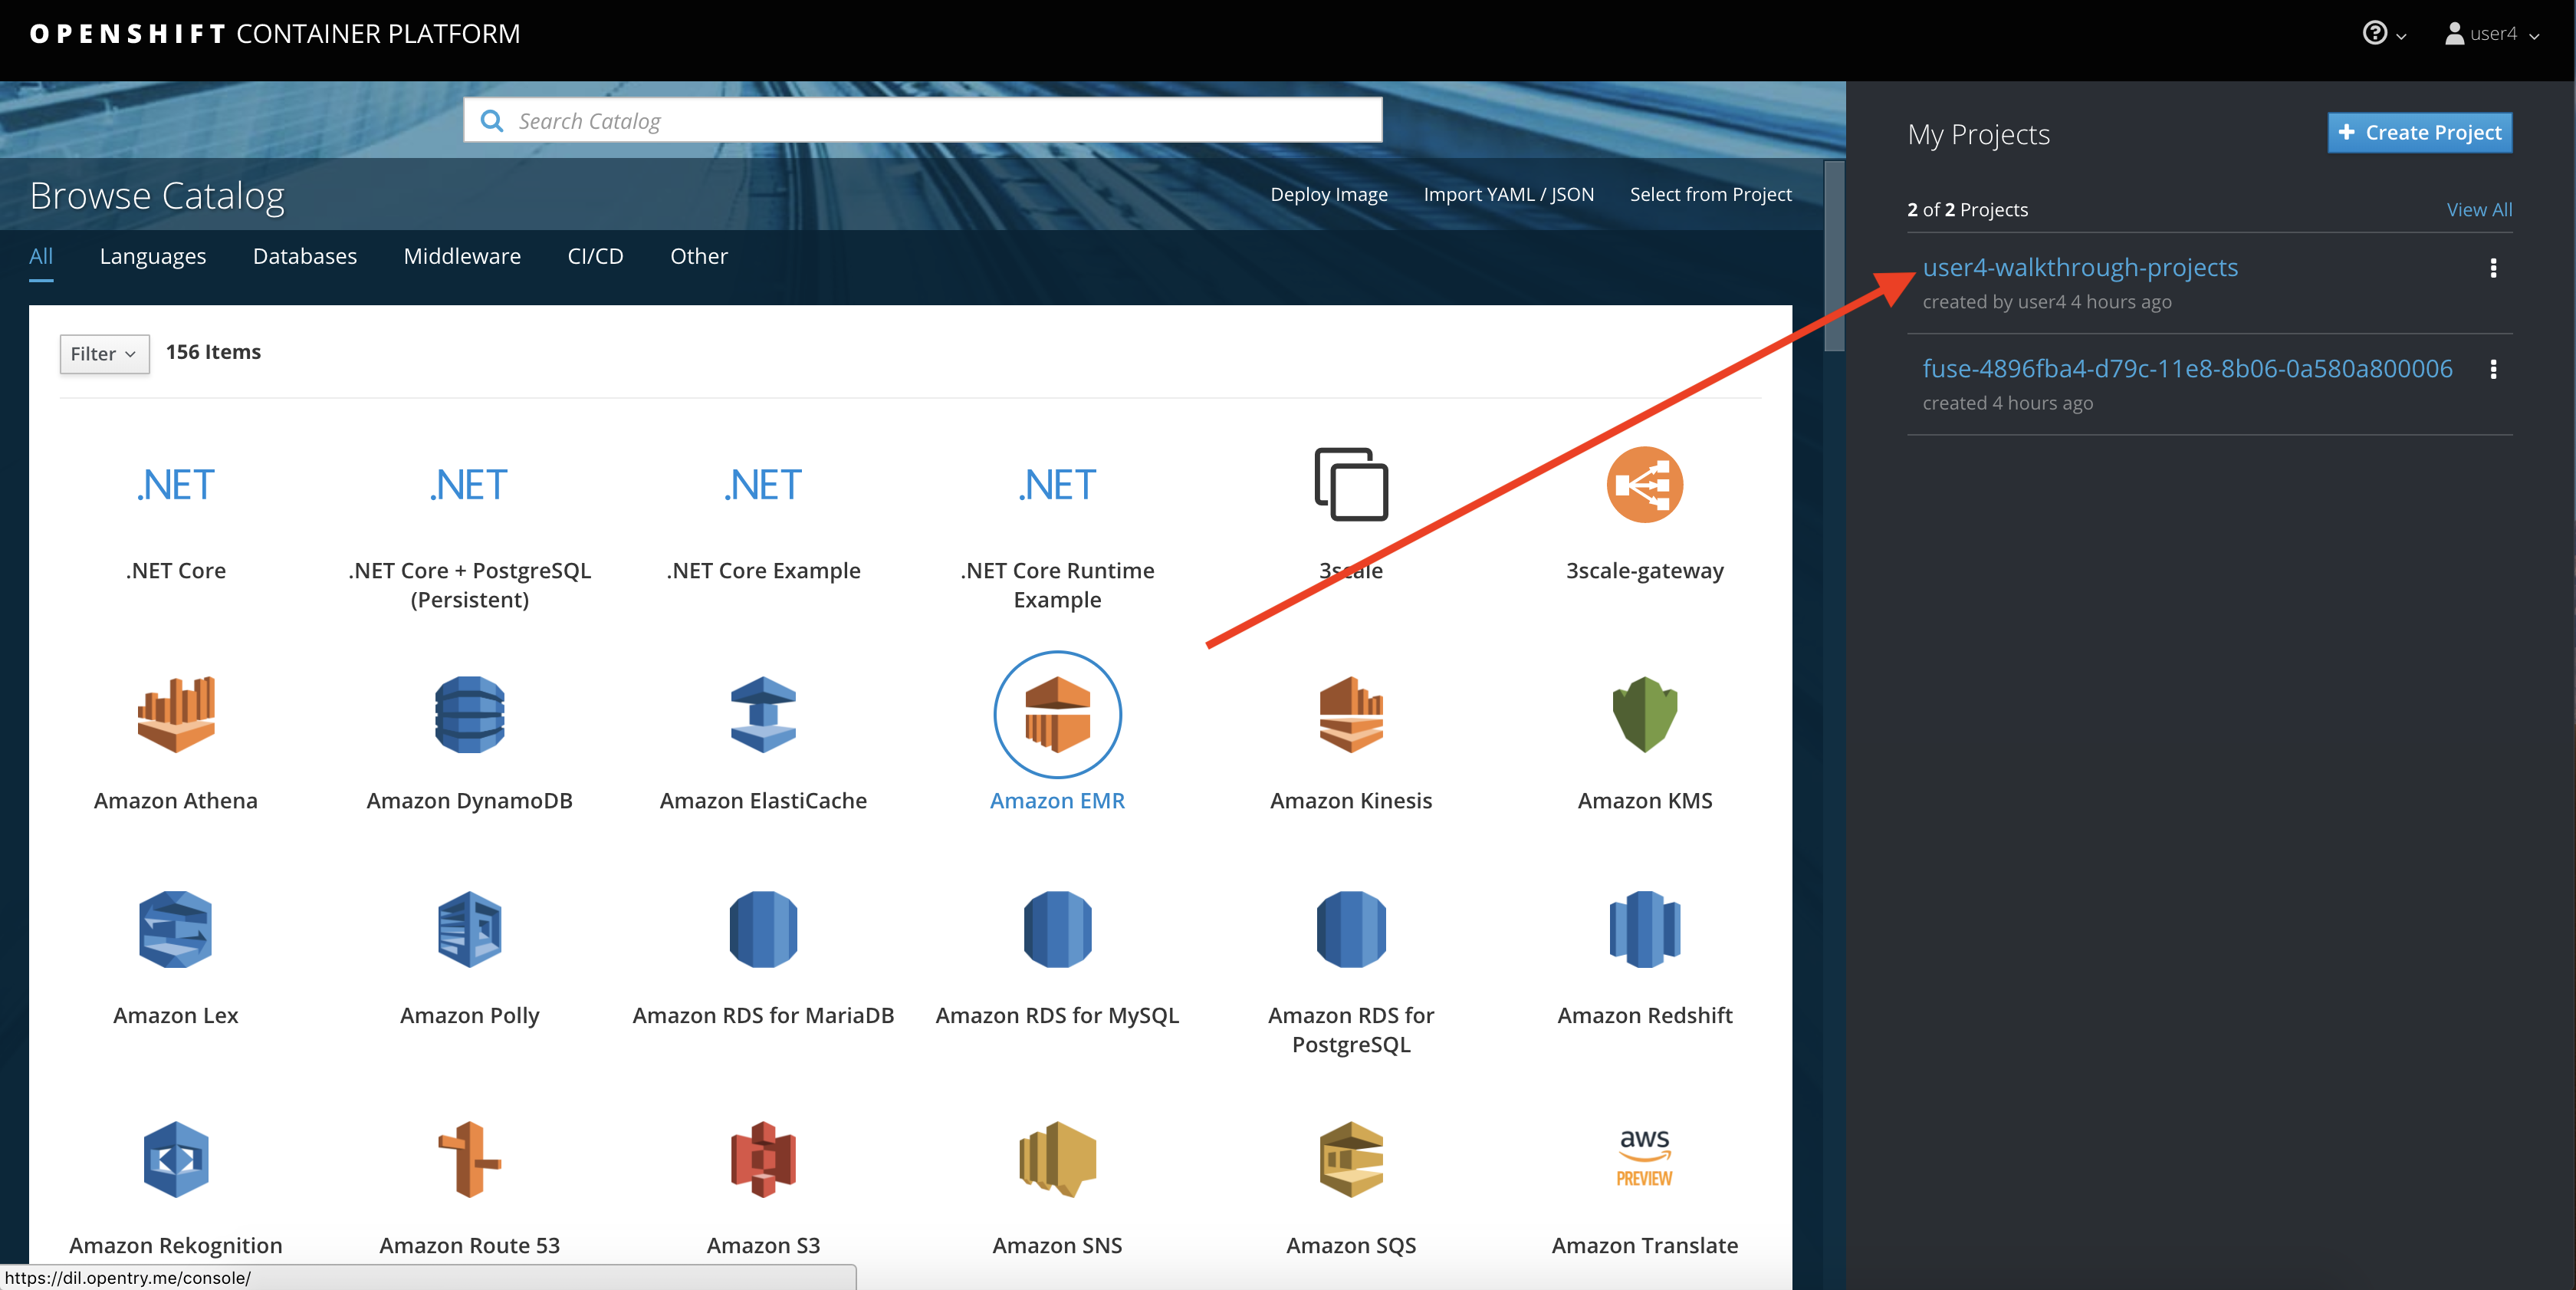 OPENSHIFT CONTAINER PLATFORM
user4
Search Catalog
My Projects
Create Project
Browse Catalog
Deploy Image
Import YAML / JSON
Select from Project
2 of 2 Projects
View All
All
Languages
Databases
Middleware
CI/CD
Other
user4-walkthrough-projects
created by user4 4 hours ago
fuse-4896fba4-d79c-11e8-8b06-0a580a800006
created 4 hours ago
Filter
156 Items
.NET
.NET
.NET
.NET
.NET Core
.NET Core + PostgreSQL
(Persistent)
.NET Core Example
.NET Core Runtime
Example
3scale
3scale-gateway
Amazon Athena
Amazon DynamoDB
Amazon ElastiCache
Amazon EMR
Amazon Kinesis
Amazon KMS
Amazon Lex
Amazon Polly
Amazon RDS for MariaDB
Amazon RDS for MySQL
Amazon RDS for
PostgreSQL
Amazon Redshift
aws
PREVIEW
Amazon Rekognition
Amazon Route 53
Amazon S3
Amazon SNS
Amazon SQS
Amazon Translate
https://dil.opentry.me/console/